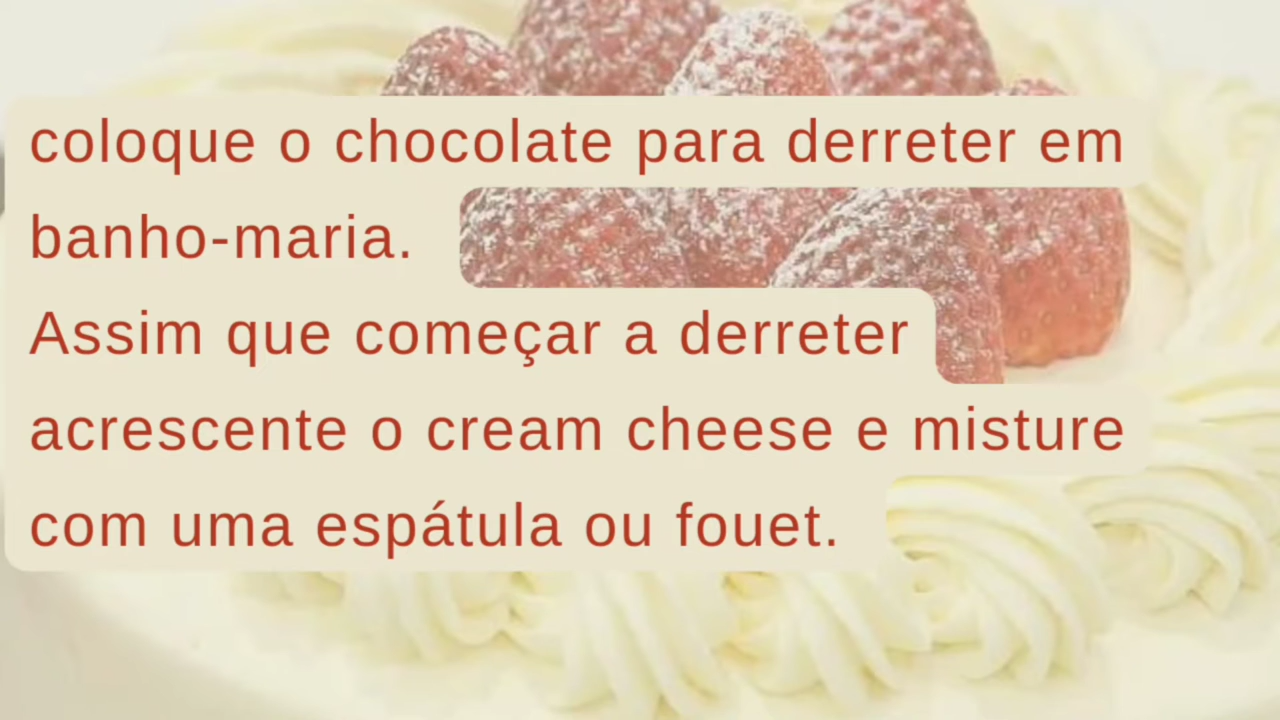 coloque o chocolate para derreter em
banho-maria.
Assim que começar a derreter
acrescente o cream cheese e misture
com uma espátula ou fouet.